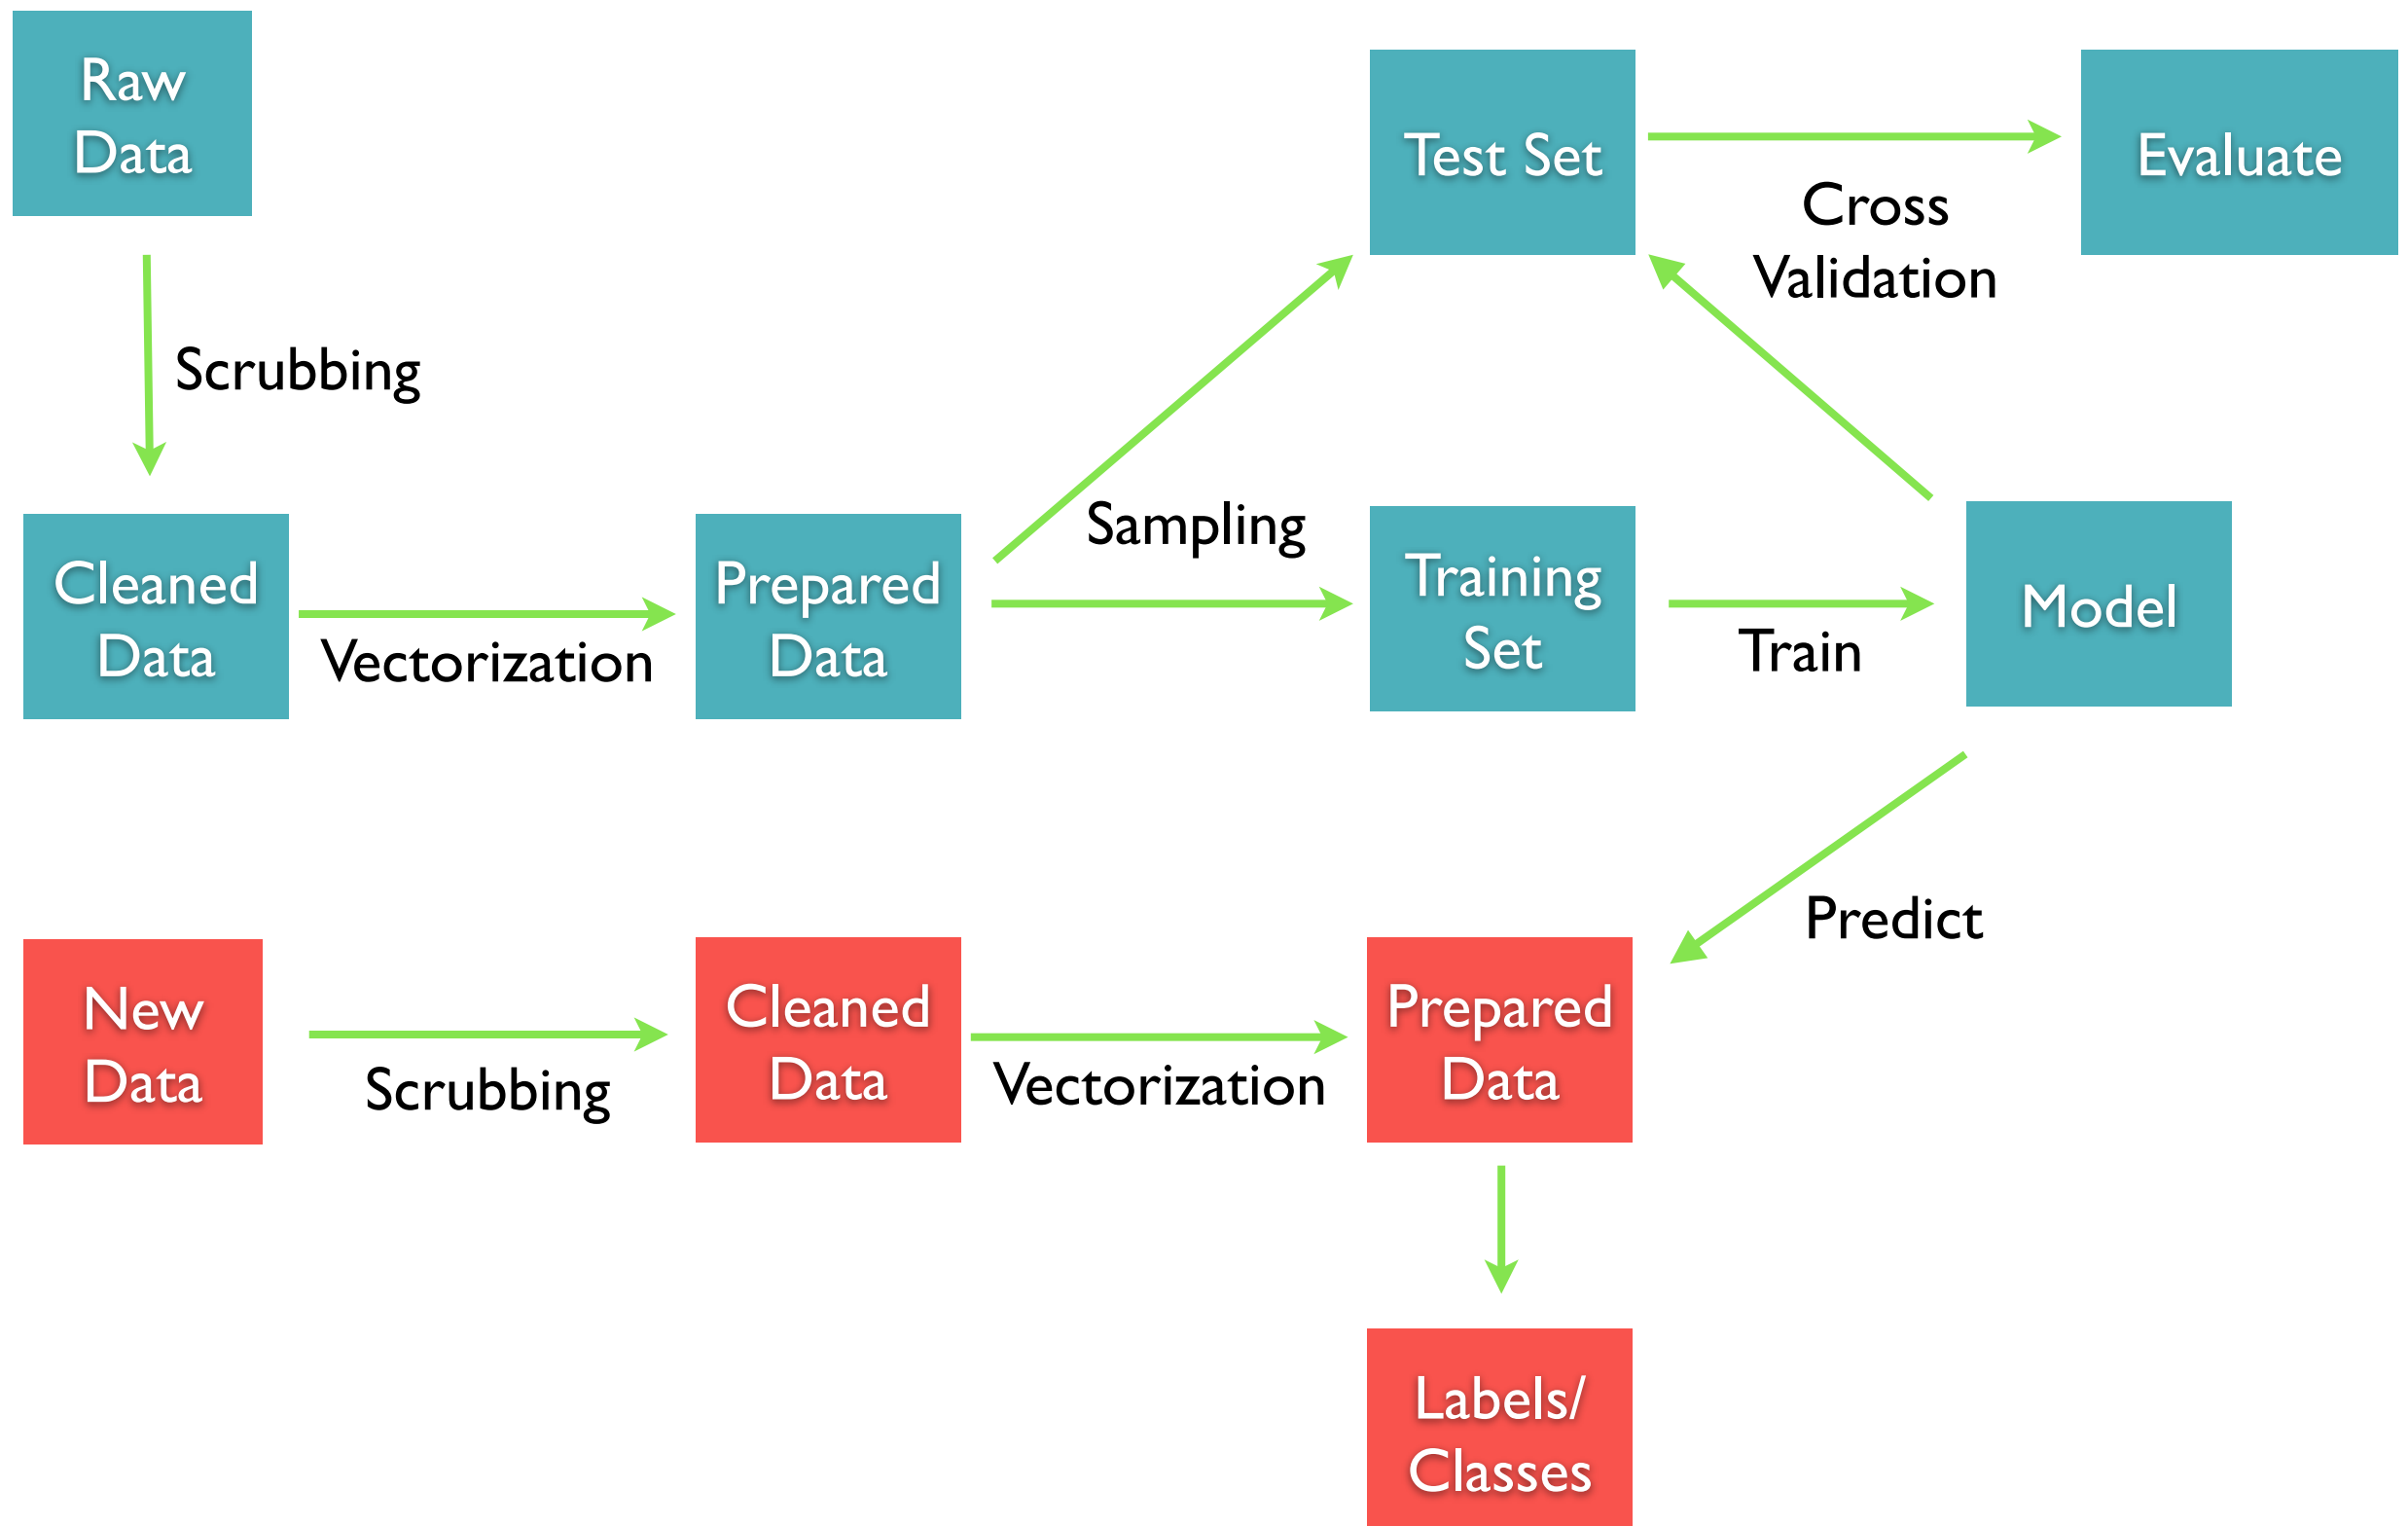 Raw
Data
Test Set
Evaluate
Cross
Validation
Scrubbing
Cleaned
Data
Vectorization
Prepared
Data
Sampling
Training
Set
Train
Model
Predict
New
Data
Scrubbing
Cleaned
Data
Vectorization
Prepared
Data
Labels/
Classes